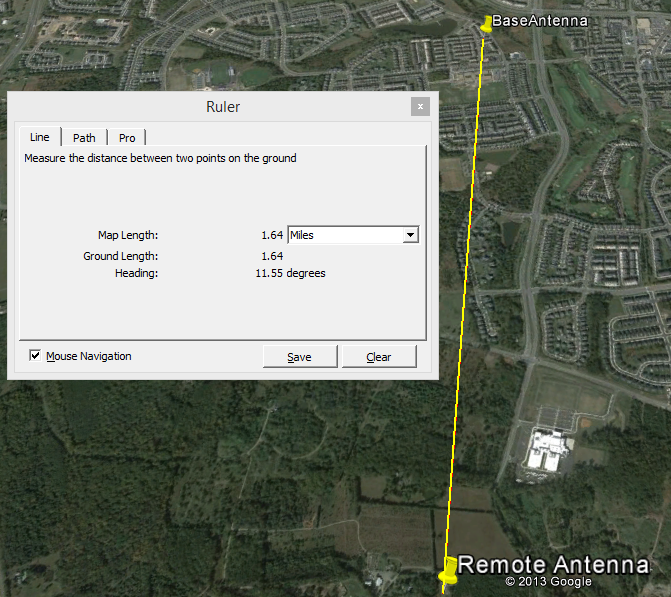 BaseAntenna
Ruler
x
Line Path Pro
Measure the distance between two points on the ground
Map Length: 1.64 Miles
Ground Length: 1.64
Heading: 11.55 degrees
Mouse Navigation Save Clear
Remote Antenna
© 2013 Google